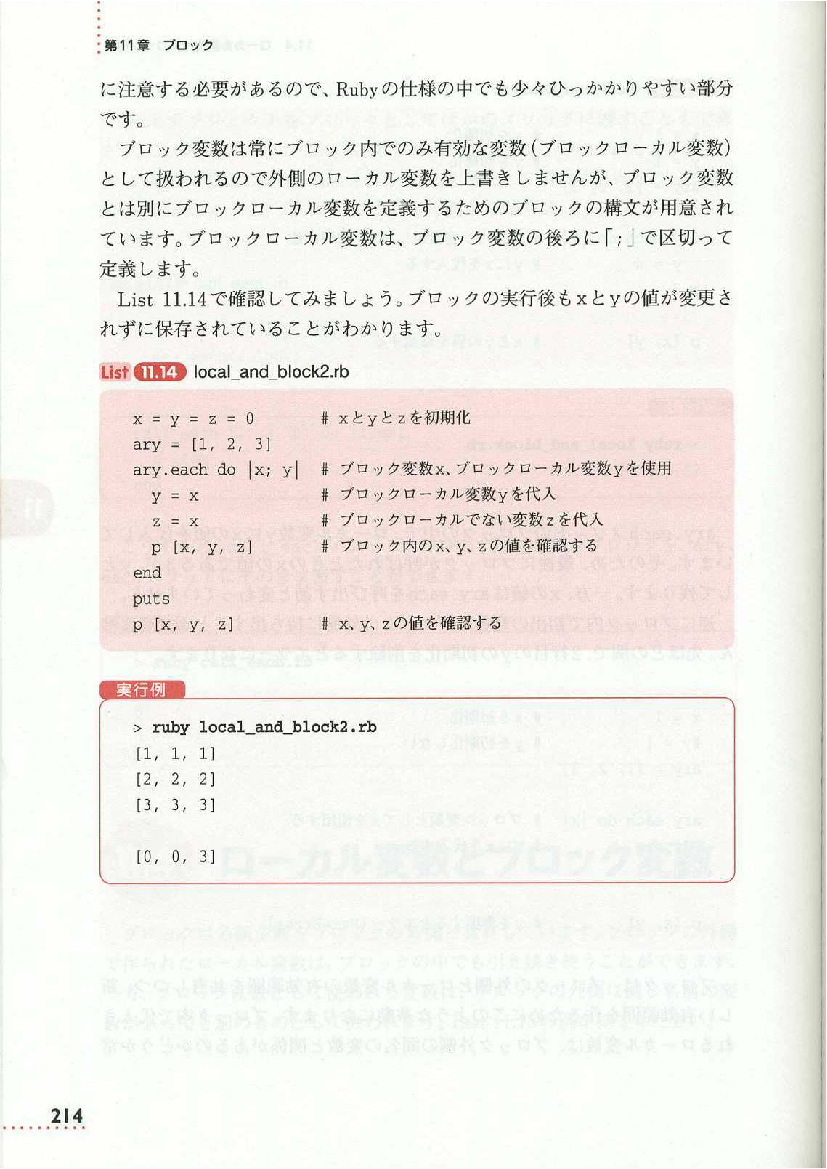 第11章　ブロック
に注意する必要があるので、Rubyの仕様の中でも少々ひっかかりやすい部分
です。
　ブロック変数は常にブロック内でのみ有効な変数(ブロックローカル変数)
として扱われるので外側のローカル変数を上書きしませんが、ブロック変数
とは別にブロックローカル変数を定義するためのブロックの構文が用意され
ています。ブロックローカル変数は、ブロック変数の後ろに「;」で区切って
定義します。
　List 11.14で確認してみましょう。ブロックの実行後もxとyの値が変更さ
れずに保存されていることがわかります。
List 11.14 local_and_block2.rb
x = y = z = 0　　# xとyとzを初期化
ary = [1, 2, 3]
ary.each do |x; y|　　# ブロック変数x、ブロックローカル変数yを使用
  y = x　　# ブロックローカル変数yを代入
  z = x　　# ブロックローカルでない変数zを代入
  p [x, y, z]　　# ブロック内のx、y、zの値を確認する
end
puts
p [x, y, z]　　# x、y、zの値を確認する
実行例
> ruby local_and_block2.rb
[1, 1, 1]
[2, 2, 2]
[3, 3, 3]
[0, 0, 3]
214